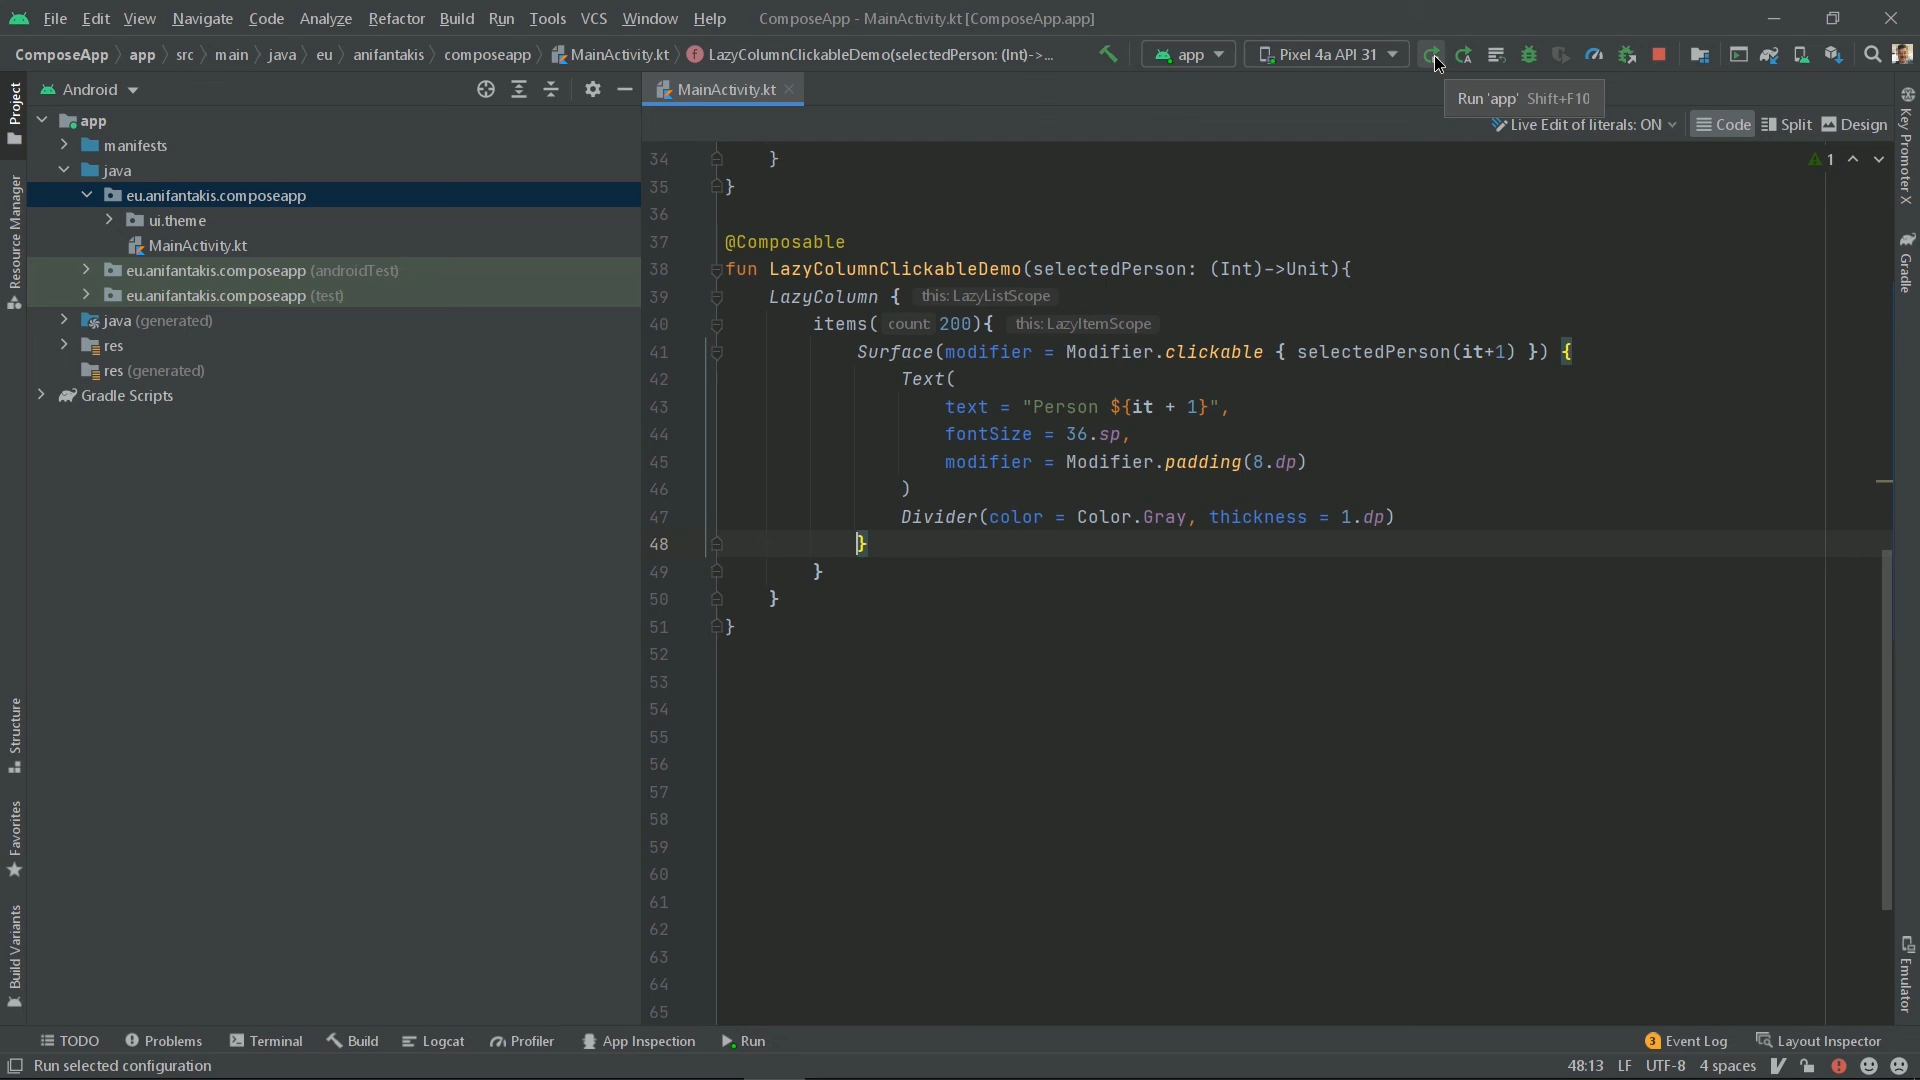 File Edit View Navigate Code Analyze Refactor Build Run Tools VCS Window Help ComposeApp - MainActivity.kt [ComposeApp.app]
ComposeApp app src main java eu anifantakis composeapp MainActivity.kt LazyColumnClickableDemo(selectedPerson: (Int)->... app Pixel 4a API 31
Android MainActivity.kt
Run 'app' Shift+F10
Live Edit of literals: ON Code Split Design
app
manifests
java
eu.anifantakis.composeapp
ui.theme
MainActivity.kt
eu.anifantakis.composeapp (androidTest)
eu.anifantakis.composeapp (test)
java (generated)
res
res (generated)
Gradle Scripts
Project
Resource Manager
Structure
Favorites
Build Variants
1
34 }
35 }
36
37 @Composable
38 fun LazyColumnClickableDemo(selectedPerson: (Int)->Unit){
39 LazyColumn { this: LazyListScope
40 items( count: 200){ this: LazyItemScope
41 Surface(modifier = Modifier.clickable { selectedPerson(it+1) }) {
42 Text(
43 text = "Person ${it + 1}",
44 fontSize = 36.sp,
45 modifier = Modifier.padding(8.dp)
46 )
47 Divider(color = Color.Gray, thickness = 1.dp)
48 }
49 }
50 }
51 }
52
53
54
55
56
57
58
59
60
61
62
63
64
65
Key Promoter X
Gradle
Emulator
TODO Problems Terminal Build Logcat Profiler App Inspection Run 3 Event Log Layout Inspector
Run selected configuration 48:13 LF UTF-8 4 spaces